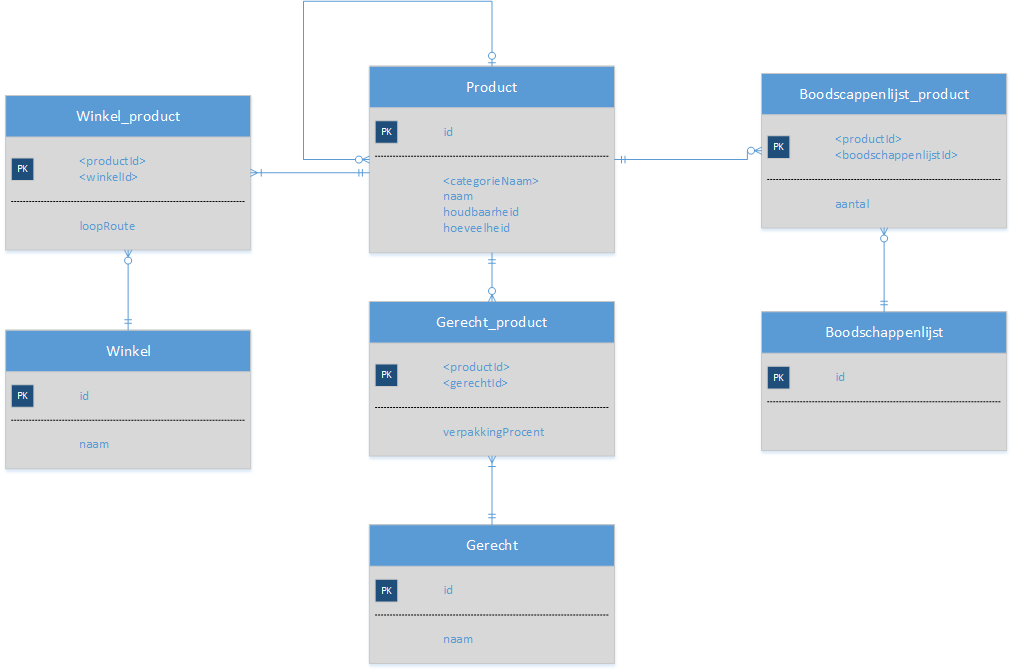 Product
PK
id
<categorieNaam>
naam
houdbaarheid
hoeveelheid
Winkel_product
PK
<productId>
<winkelId>
loopRoute
Boodscappenlijst_product
PK
<productId>
<boodschappenlijstId>
aantal
Gerecht_product
PK
<productId>
<gerechtId>
verpakkingProcent
Winkel
PK
id
naam
Boodschappenlijst
PK
id
Gerecht
PK
id
naam